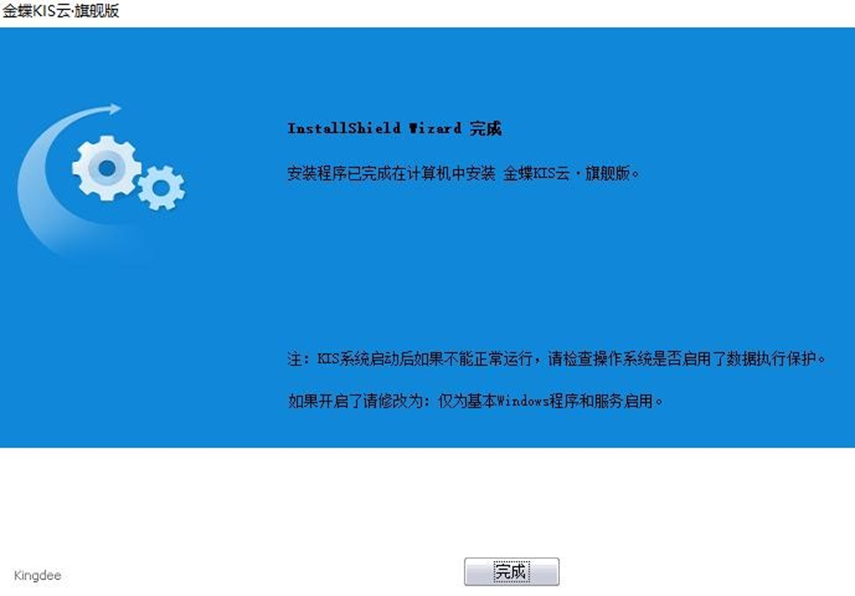 金蝶KIS云·旗舰版
InstallShield Wizard 完成
安装程序已完成在计算机中安装 金蝶KIS云·旗舰版。
注：KIS系统启动后如果不能正常运行，请检查操作系统是否启用了数据执行保护。
如果开启了请修改为：仅为基本Windows程序和服务启用。
Kingdee
完成